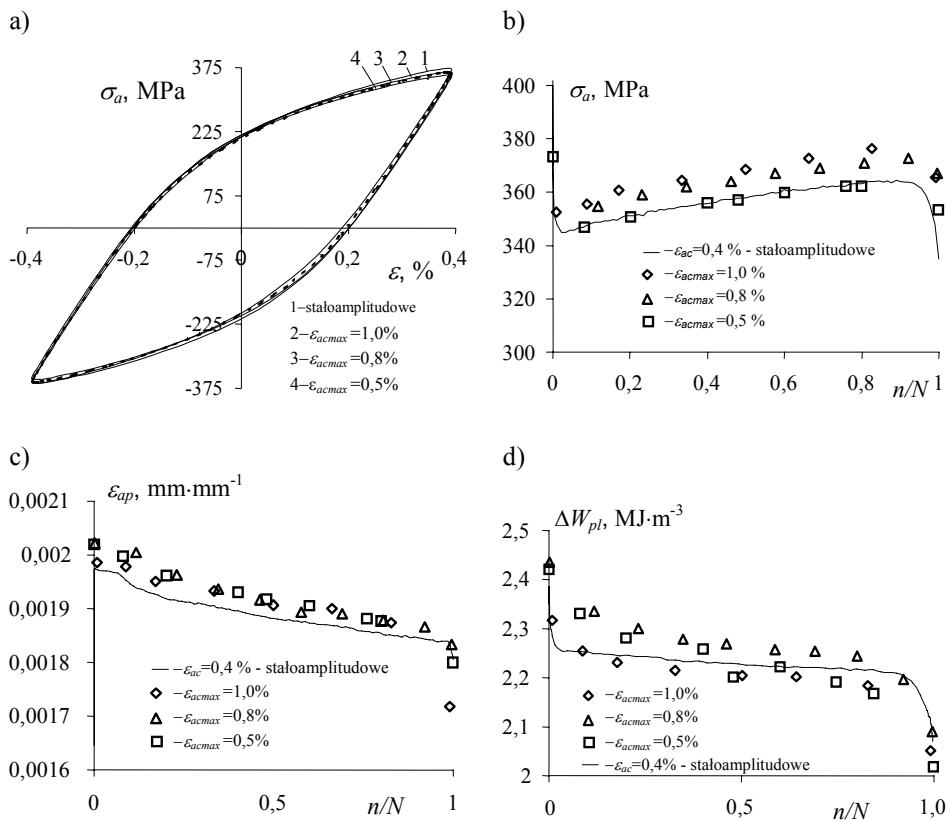 a)
375
225
75
-75
-225
-375
σa, MPa
4 3 2 1
-0,4 -0,2 0 0,2 0,4
ε, %
1–stałoamplitudowe
2–εacmax=1,0%
3–εacmax=0,8%
4–εacmax=0,5%
b)
σa, MPa
400
380
360
340
320
300
–εac=0,4 % - stałoamplitudowe
–εacmax=1,0 %
–εacmax=0,8 %
–εacmax=0,5 %
0 0,2 0,4 0,6 0,8 1
n/N
c)
εap, mm·mm-1
0,0021
0,002
0,0019
0,0018
0,0017
0,0016
–εac=0,4 % - stałoamplitudowe
–εacmax=1,0%
–εacmax=0,8%
–εacmax=0,5%
0 0,5 1
n/N
d)
ΔWpl, MJ·m-3
2,5
2,4
2,3
2,2
2,1
2
–εacmax=1,0%
–εacmax=0,8%
–εacmax=0,5%
–εac=0,4% - stałoamplitudowe
0 0,5 1,0
n/N